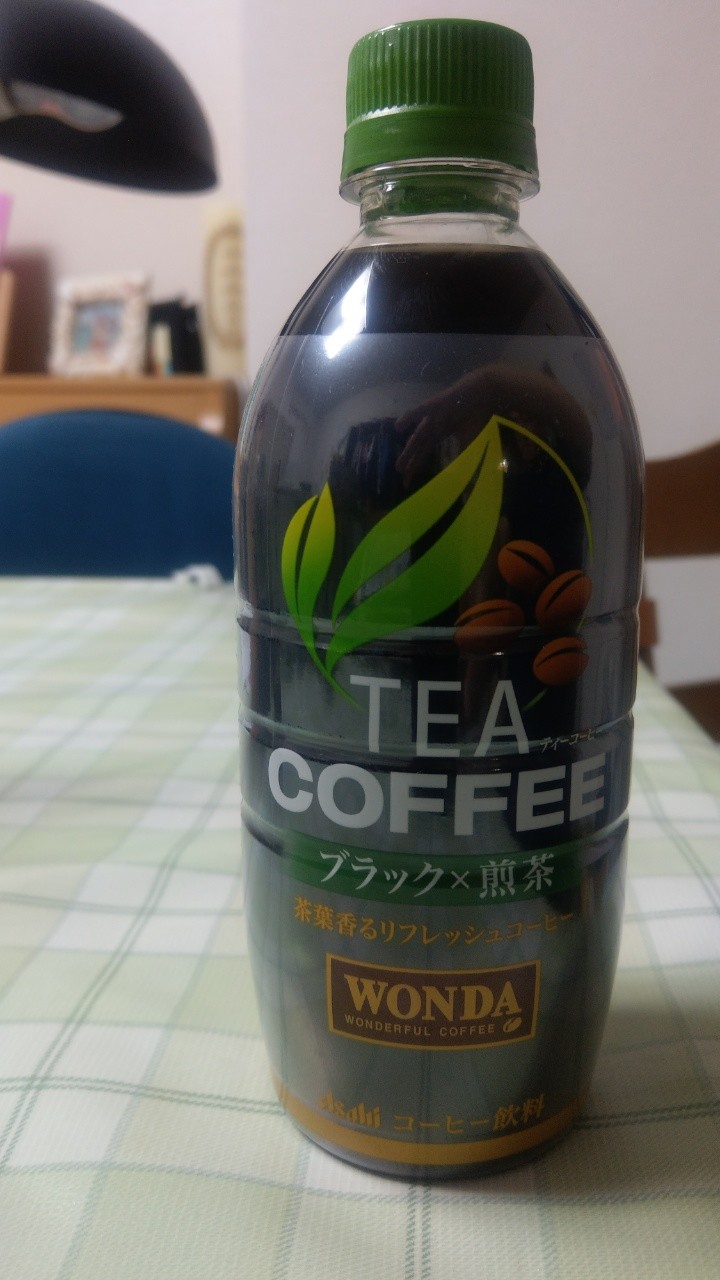 TEA
ティーコーヒー
COFFEE
ブラック×煎茶
茶葉香るリフレッシュコーヒー
WONDA
WONDERFUL COFFEE
Asahi コーヒー飲料